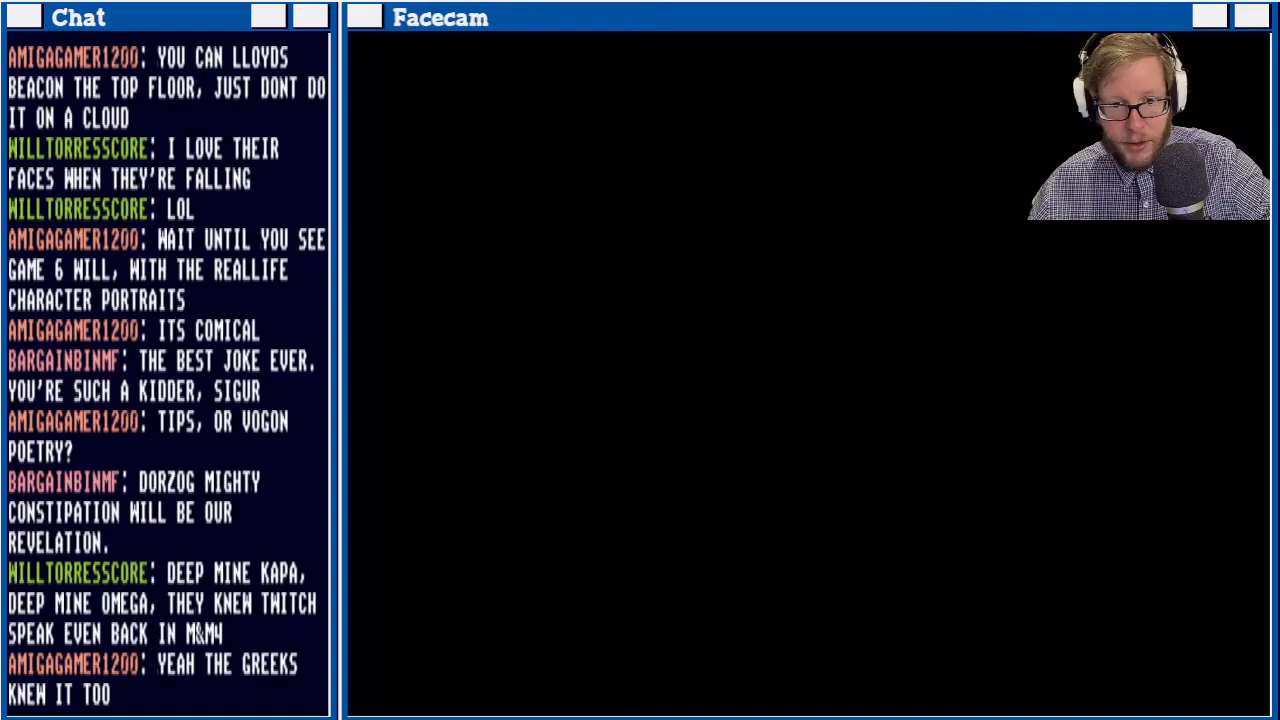 Chat
Facecam
AMIGAGAMER1200: YOU CAN LLOYDS
BEACON THE TOP FLOOR, JUST DONT DO
IT ON A CLOUD
WILLTORRESSCORE: I LOVE THEIR
FACES WHEN THEY'RE FALLING
WILLTORRESSCORE: LOL
AMIGAGAMER1200: WAIT UNTIL YOU SEE
GAME 6 WILL, WITH THE REALLIFE
CHARACTER PORTRAITS
AMIGAGAMER1200: ITS COMICAL
BARGAINBINMF: THE BEST JOKE EVER.
YOU'RE SUCH A KIDDER, SIGUR
AMIGAGAMER1200: TIPS, OR VOGON
POETRY?
BARGAINBINMF: DORZOG MIGHTY
CONSTIPATION WILL BE OUR
REVELATION.
WILLTORRESSCORE: DEEP MINE KAPA,
DEEP MINE OMEGA, THEY KNEW TWITCH
SPEAK EVEN BACK IN M&M4
AMIGAGAMER1200: YEAH THE GREEKS
KNEW IT TOO